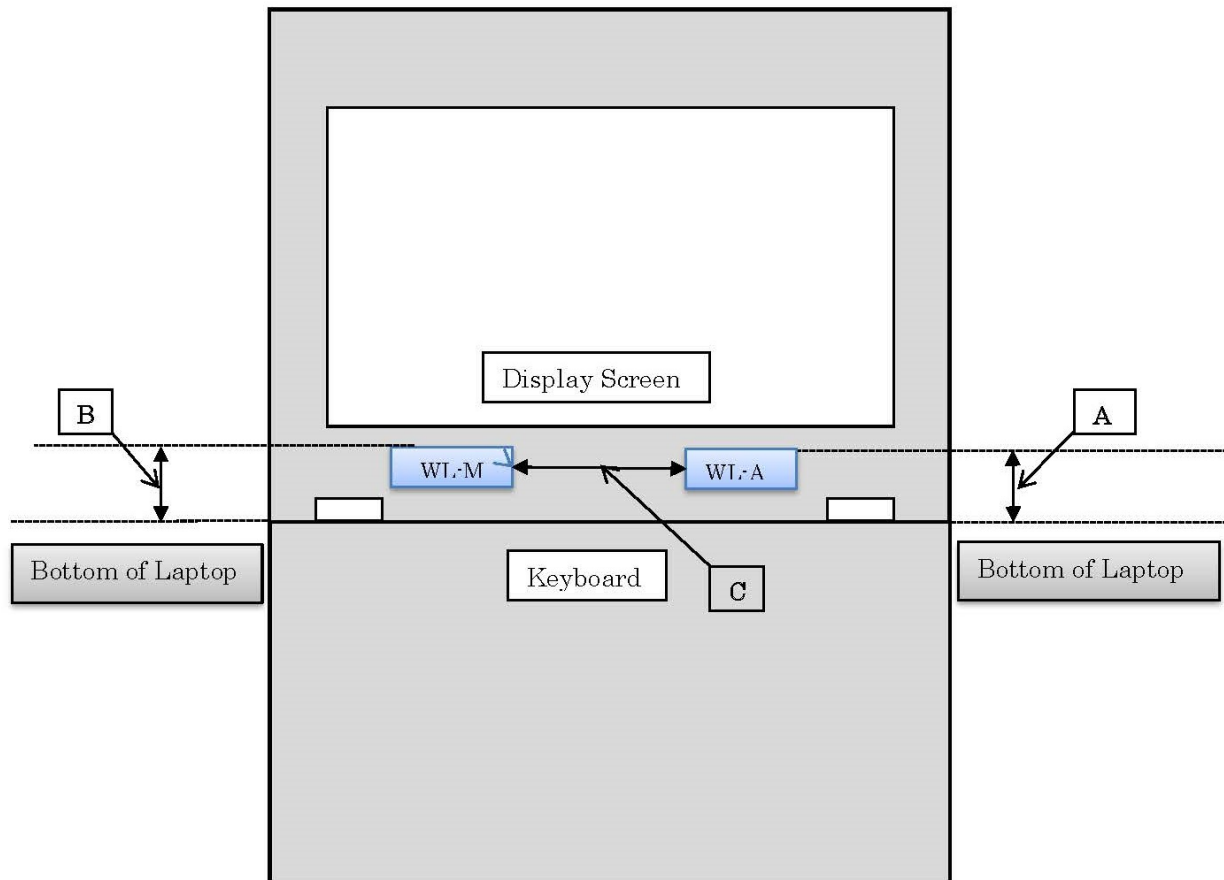 Display Screen
B
A
WL-M
WL-A
Bottom of Laptop
Keyboard
C
Bottom of Laptop